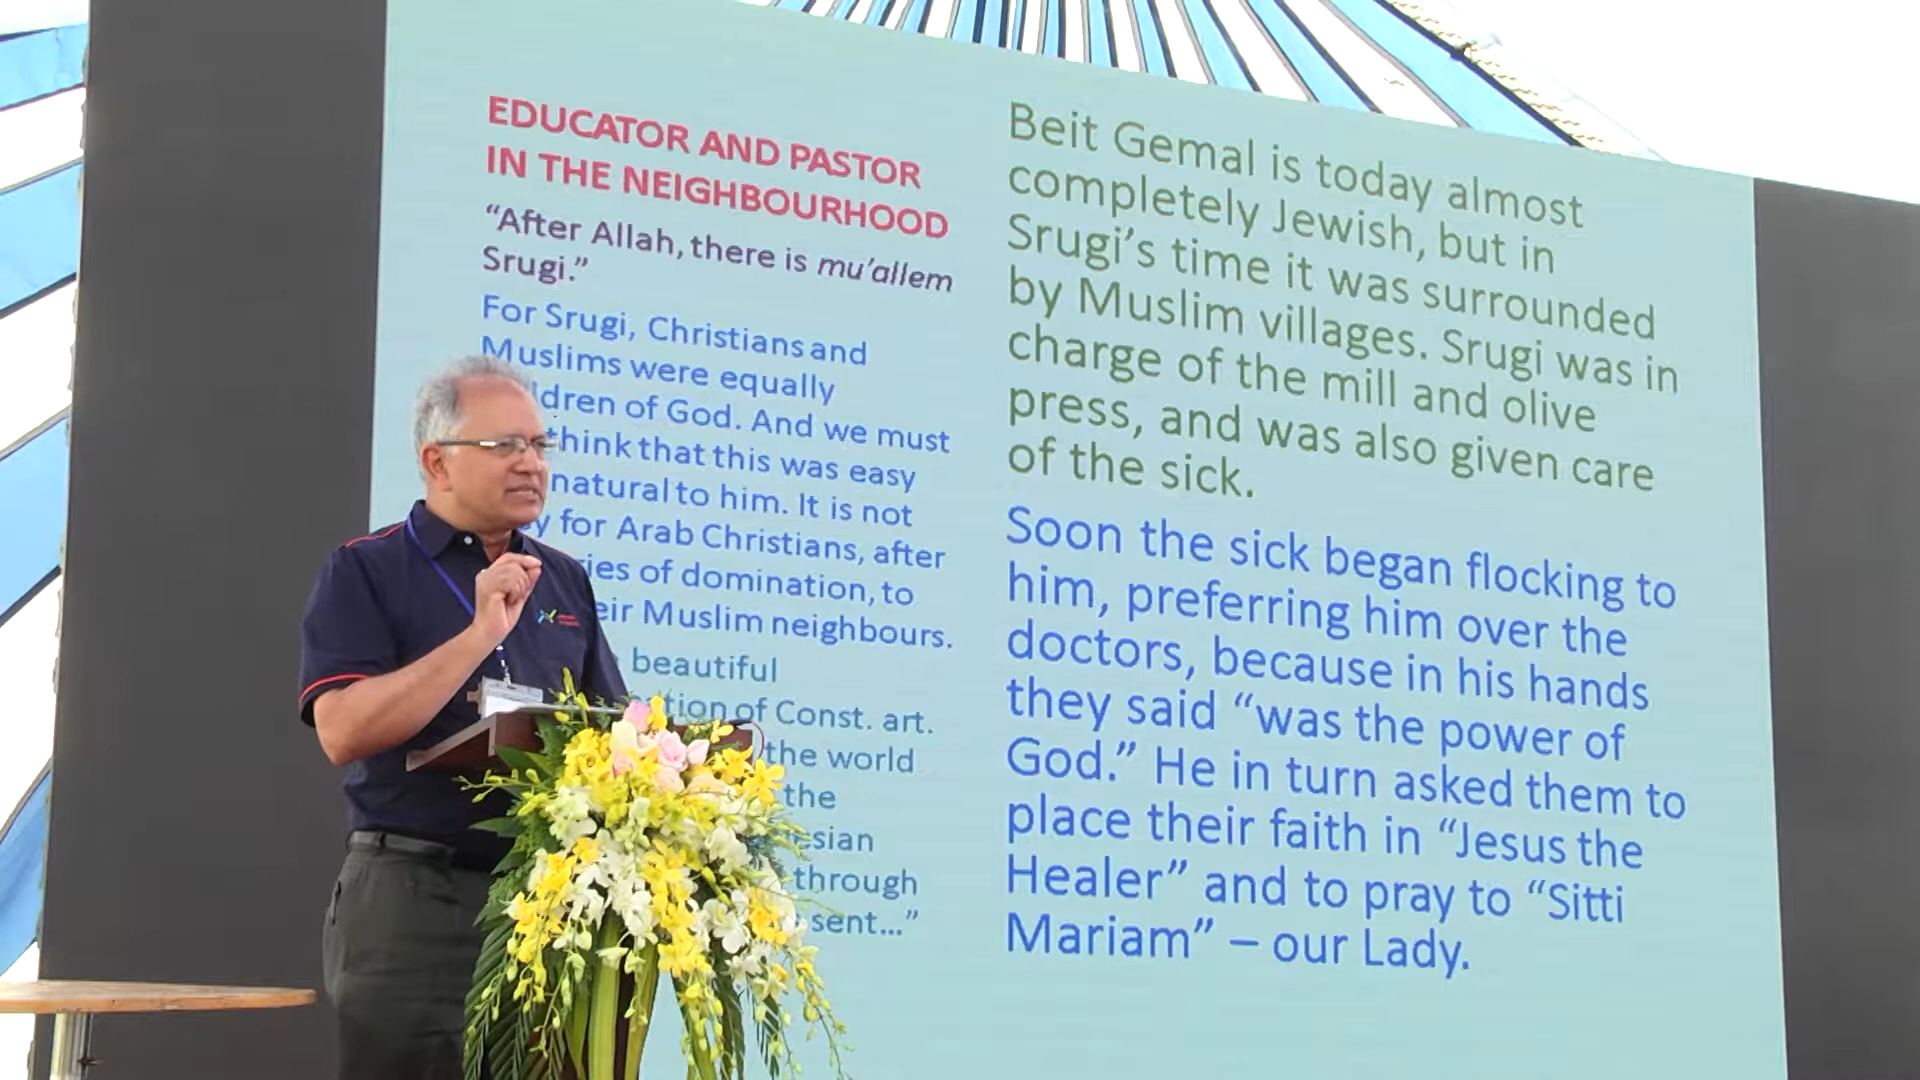 EDUCATOR AND PASTOR
IN THE NEIGHBOURHOOD
“After Allah, there is mu’allem
Srugi.”
For Srugi, Christians and
Muslims were equally
of God. And we must
think that this was easy
natural to him. It is not
for Arab Christians, after
of domination, to
Muslim neighbours.
beautiful
of Const. art.
the world
the
through
sent...”
Beit Gemal is today almost
completely Jewish, but in
Srugi’s time it was surrounded
by Muslim villages. Srugi was in
charge of the mill and olive
press, and was also given care
of the sick.
Soon the sick began flocking to
him, preferring him over the
doctors, because in his hands
they said “was the power of
God.” He in turn asked them to
place their faith in “Jesus the
Healer” and to pray to “Sitti
Mariam” – our Lady.